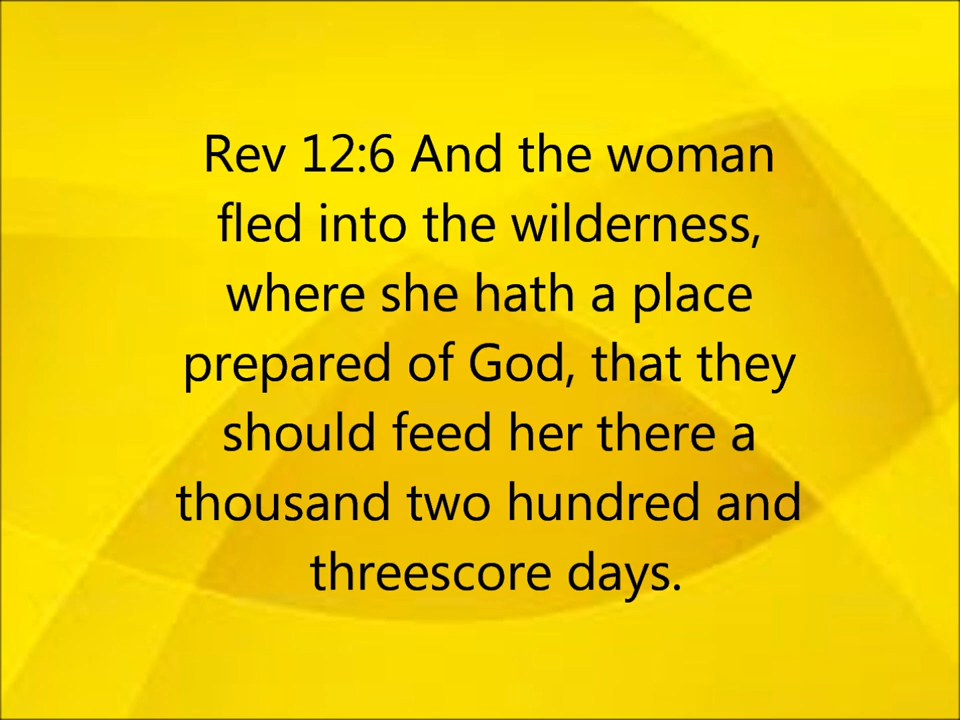 Rev 12:6 And the woman
fled into the wilderness,
where she hath a place
prepared of God, that they
should feed her there a
thousand two hundred and
threescore days.